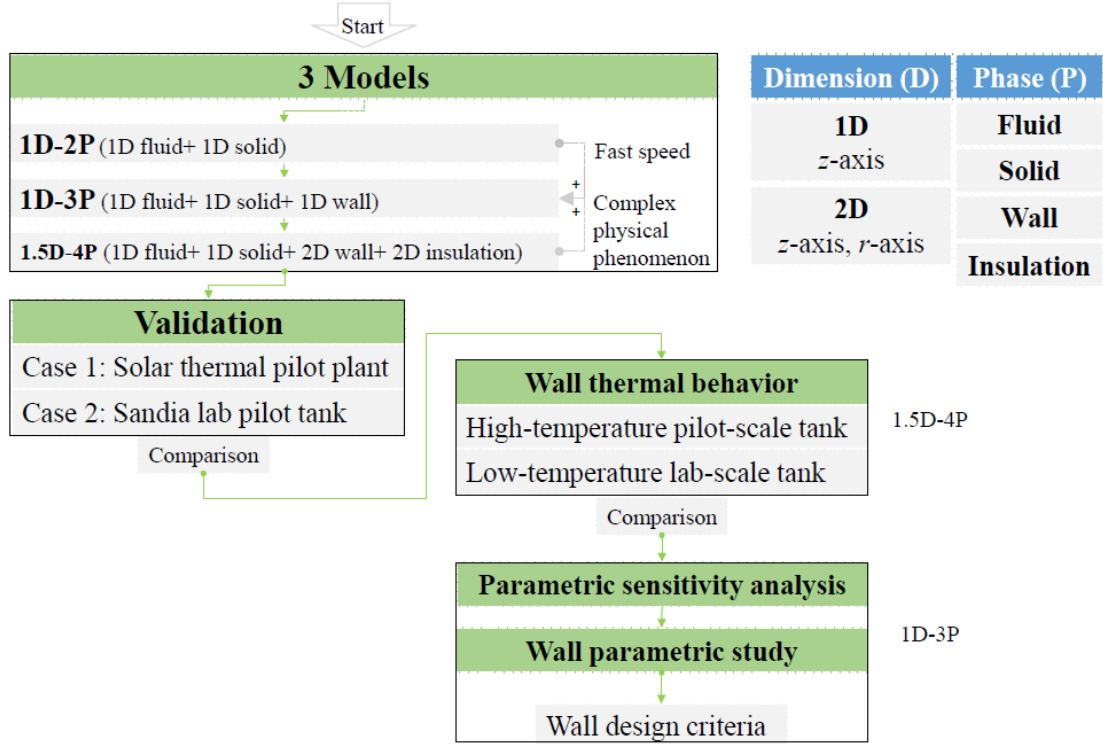 Start
3 Models
1D-2P (1D fluid+ 1D solid)
1D-3P (1D fluid+ 1D solid+ 1D wall)
1.5D-4P (1D fluid+ 1D solid+ 2D wall+ 2D insulation)
Fast speed
+
+
Complex
physical
phenomenon
Dimension (D)
Phase (P)
1D
z-axis
2D
z-axis, r-axis
Fluid
Solid
Wall
Insulation
Validation
Case 1: Solar thermal pilot plant
Case 2: Sandia lab pilot tank
Comparison
Wall thermal behavior
High-temperature pilot-scale tank
Low-temperature lab-scale tank
1.5D-4P
Comparison
Parametric sensitivity analysis
Wall parametric study
Wall design criteria
1D-3P